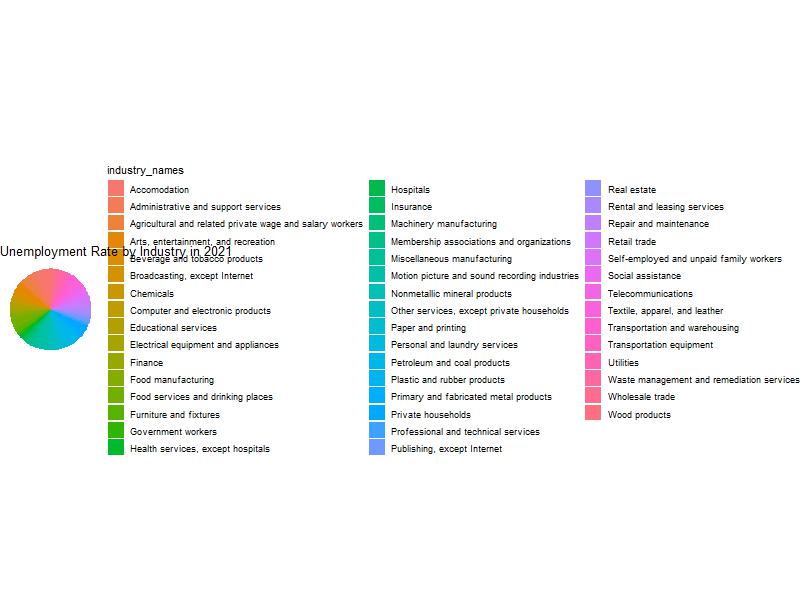 industry_names
Accomodation
Administrative and support services
Agricultural and related private wage and salary workers
Arts, entertainment, and recreation
Unemployment Rate by Industry in 2021
Beverage and tobacco products
Broadcasting, except Internet
Chemicals
Computer and electronic products
Educational services
Electrical equipment and appliances
Finance
Food manufacturing
Food services and drinking places
Furniture and fixtures
Government workers
Health services, except hospitals
Hospitals
Insurance
Machinery manufacturing
Membership associations and organizations
Miscellaneous manufacturing
Motion picture and sound recording industries
Nonmetallic mineral products
Other services, except private households
Paper and printing
Personal and laundry services
Petroleum and coal products
Plastic and rubber products
Primary and fabricated metal products
Private households
Professional and technical services
Publishing, except Internet
Real estate
Rental and leasing services
Repair and maintenance
Retail trade
Self-employed and unpaid family workers
Social assistance
Telecommunications
Textile, apparel, and leather
Transportation and warehousing
Transportation equipment
Utilities
Waste management and remediation services
Wholesale trade
Wood products